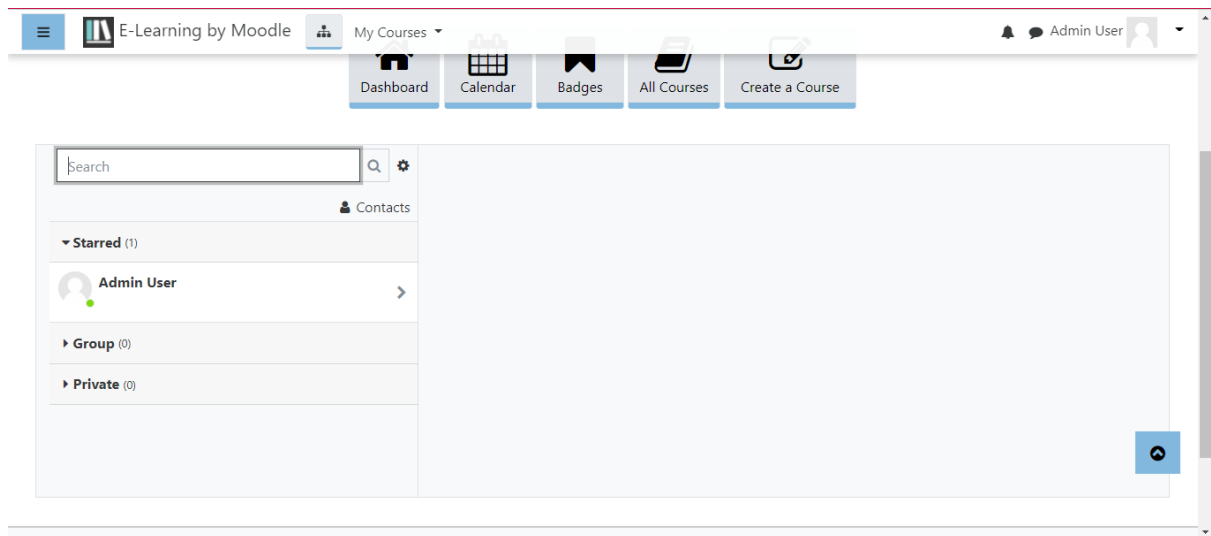 E-Learning by Moodle My Courses Admin User
Dashboard Calendar Badges All Courses Create a Course
Search
Contacts
Starred (1)
Admin User
Group (0)
Private (0)